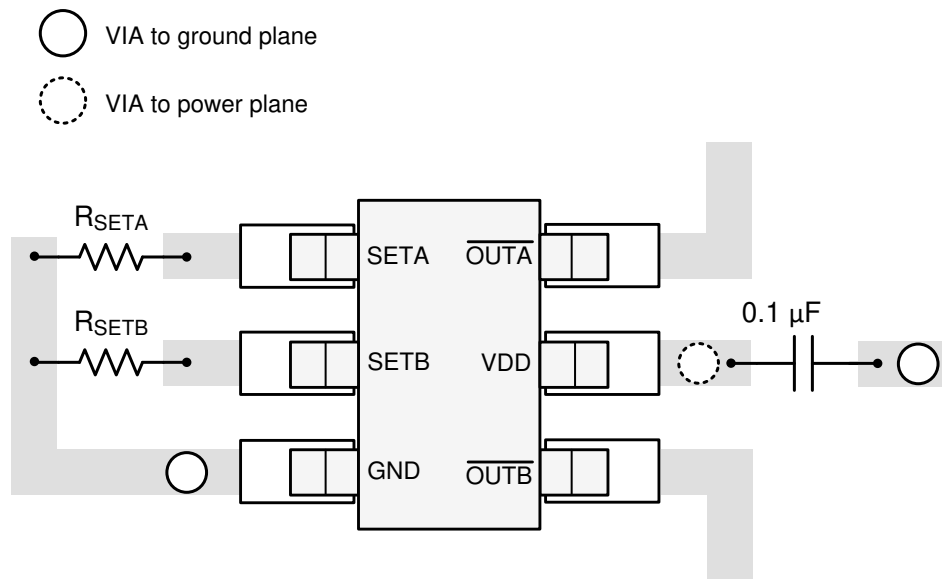 VIA to ground plane
VIA to power plane
RSETA
SETA
OUTA
RSETB
SETB
VDD
0.1 µF
GND
OUTB